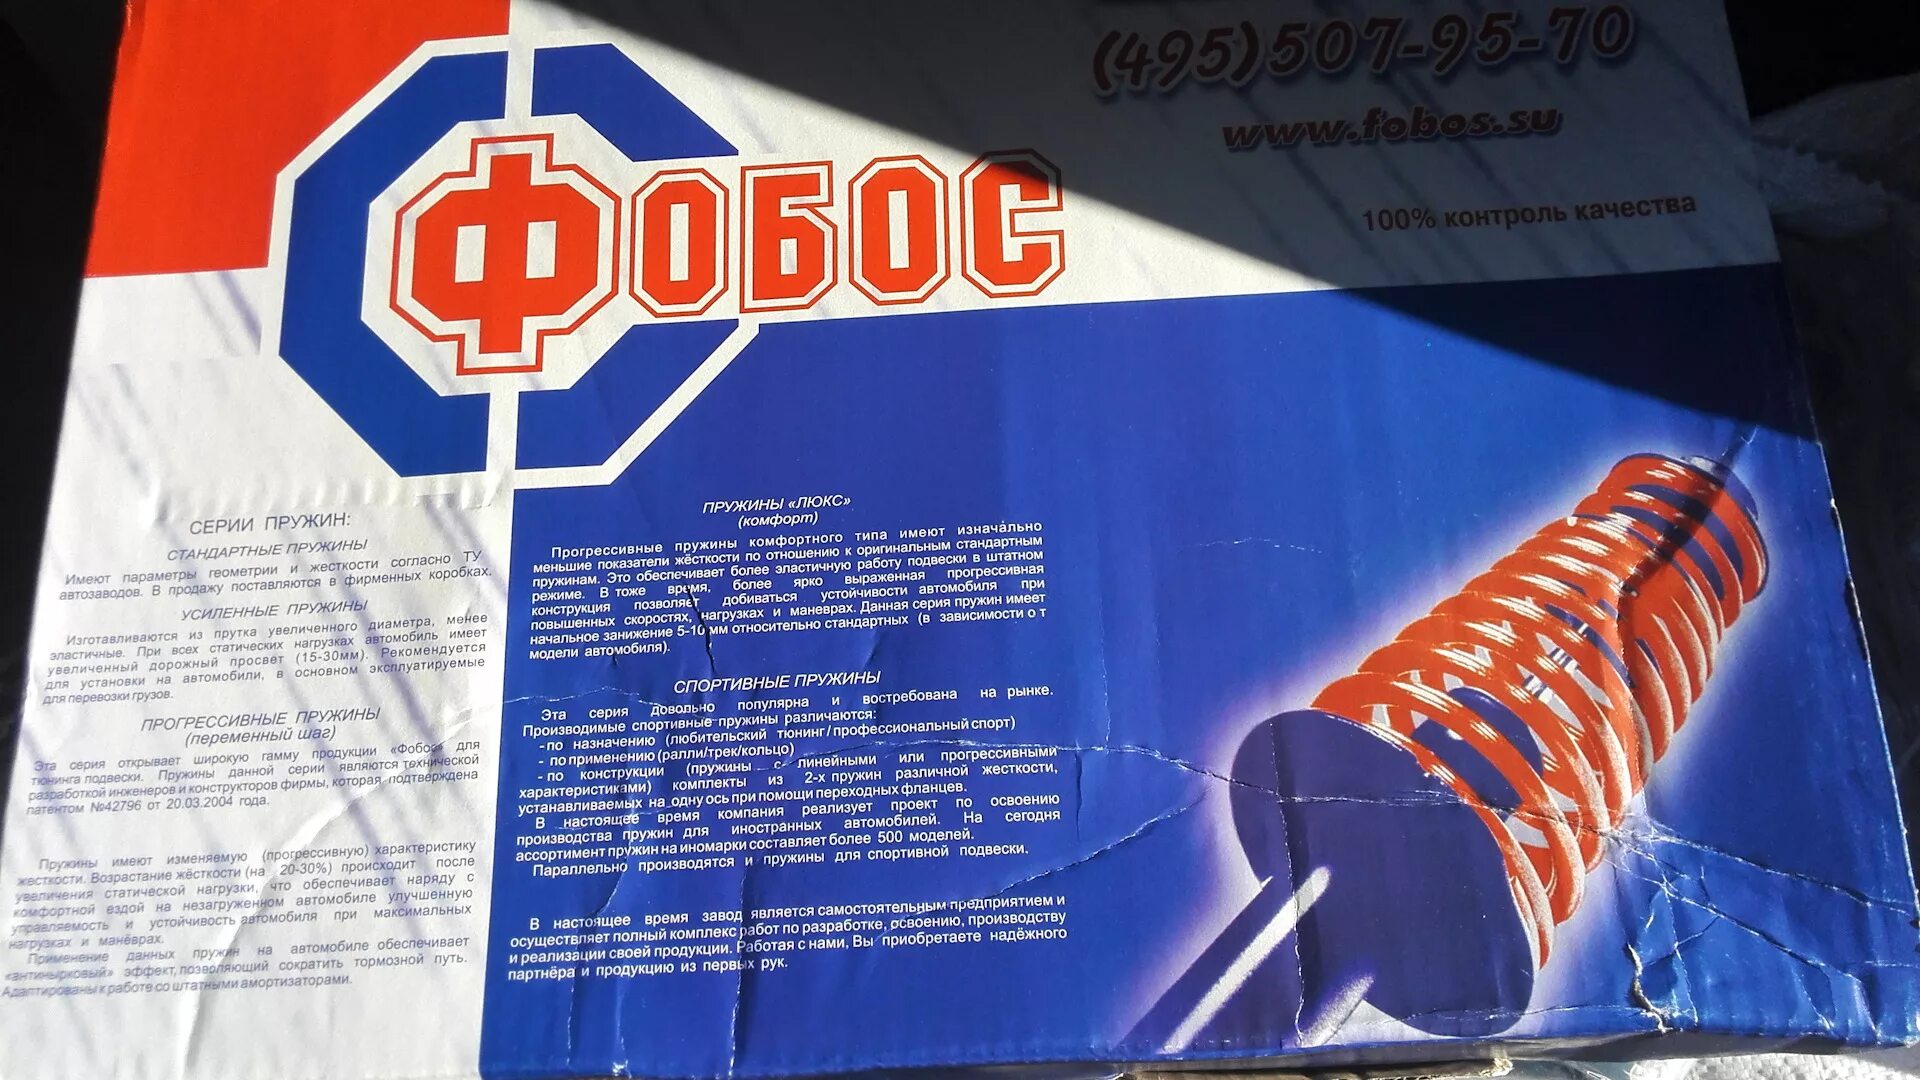 (495)507-95-70
www.fobos.su
100% контроль качества
ФОБОС
СЕРИИ ПРУЖИН:
СТАНДАРТНЫЕ ПРУЖИНЫ
Имеют параметры геометрии и жесткости согласно ТУ
автозаводов. В продажу поставляются в фирменных коробках.
УСИЛЕННЫЕ ПРУЖИНЫ
Изготавливаются из прутка увеличенного диаметра, менее
эластичные. При всех статических нагрузках автомобиль имеет
увеличенный дорожный просвет (15-30мм). Рекомендуется
для установки на автомобили, в основном эксплуатируемые
для перевозки грузов.
ПРОГРЕССИВНЫЕ ПРУЖИНЫ
(переменный шаг)
Эта серия открывает широкую гамму продукции «Фобос» для
тюнинга подвески. Пружины данной серии являются технической
разработкой инженеров и конструкторов фирмы, которая подтверждена
патентом №42796 от 20.03.2004 года.
Пружины имеют изменяемую (прогрессивную) характеристику
жесткости. Возрастание жёсткости (на 20-30%) происходит после
увеличения статической нагрузки, что обеспечивает наряду с
комфортной ездой на незагруженном автомобиле улучшенную
управляемость и устойчивость автомобиля при максимальных
нагрузках и манёврах.
Применение данных пружин на автомобиле обеспечивает
«антинырковый» эффект, позволяющий сократить тормозной путь.
Адаптированы к работе со штатными амортизаторами.
ПРУЖИНЫ «ЛЮКС»
(комфорт)
Прогрессивные пружины комфортного типа имеют изначально
меньшие показатели жёсткости по отношению к оригинальным стандартным
пружинам. Это обеспечивает более эластичную работу подвески в штатном
режиме. В тоже время, более ярко выраженная прогрессивная
конструкция позволяет добиваться устойчивости автомобиля при
повышенных скоростях, нагрузках и маневрах. Данная серия пружин имеет
начальное занижение 5-10 мм относительно стандартных (в зависимости о т
модели автомобиля).
СПОРТИВНЫЕ ПРУЖИНЫ
Эта серия довольно популярна и востребована на рынке.
Производимые спортивные пружины различаются:
- по назначению (любительский тюнинг/профессиональный спорт)
- по применению (ралли/трек/кольцо)
- по конструкции (пружины с линейными или прогрессивными
характеристиками) комплекты из 2-х пружин различной жесткости,
устанавливаемых на одну ось при помощи переходных фланцев.
В настоящее время компания реализует проект по освоению
производства пружин для иностранных автомобилей. На сегодня
ассортимент пружин на иномарки составляет более 500 моделей.
Параллельно производятся и пружины для спортивной подвески.
В настоящее время завод является самостоятельным предприятием и
осуществляет полный комплекс работ по разработке, освоению, производству
и реализации своей продукции. Работая с нами, Вы приобретаете надёжного
партнёра и продукцию из первых рук.